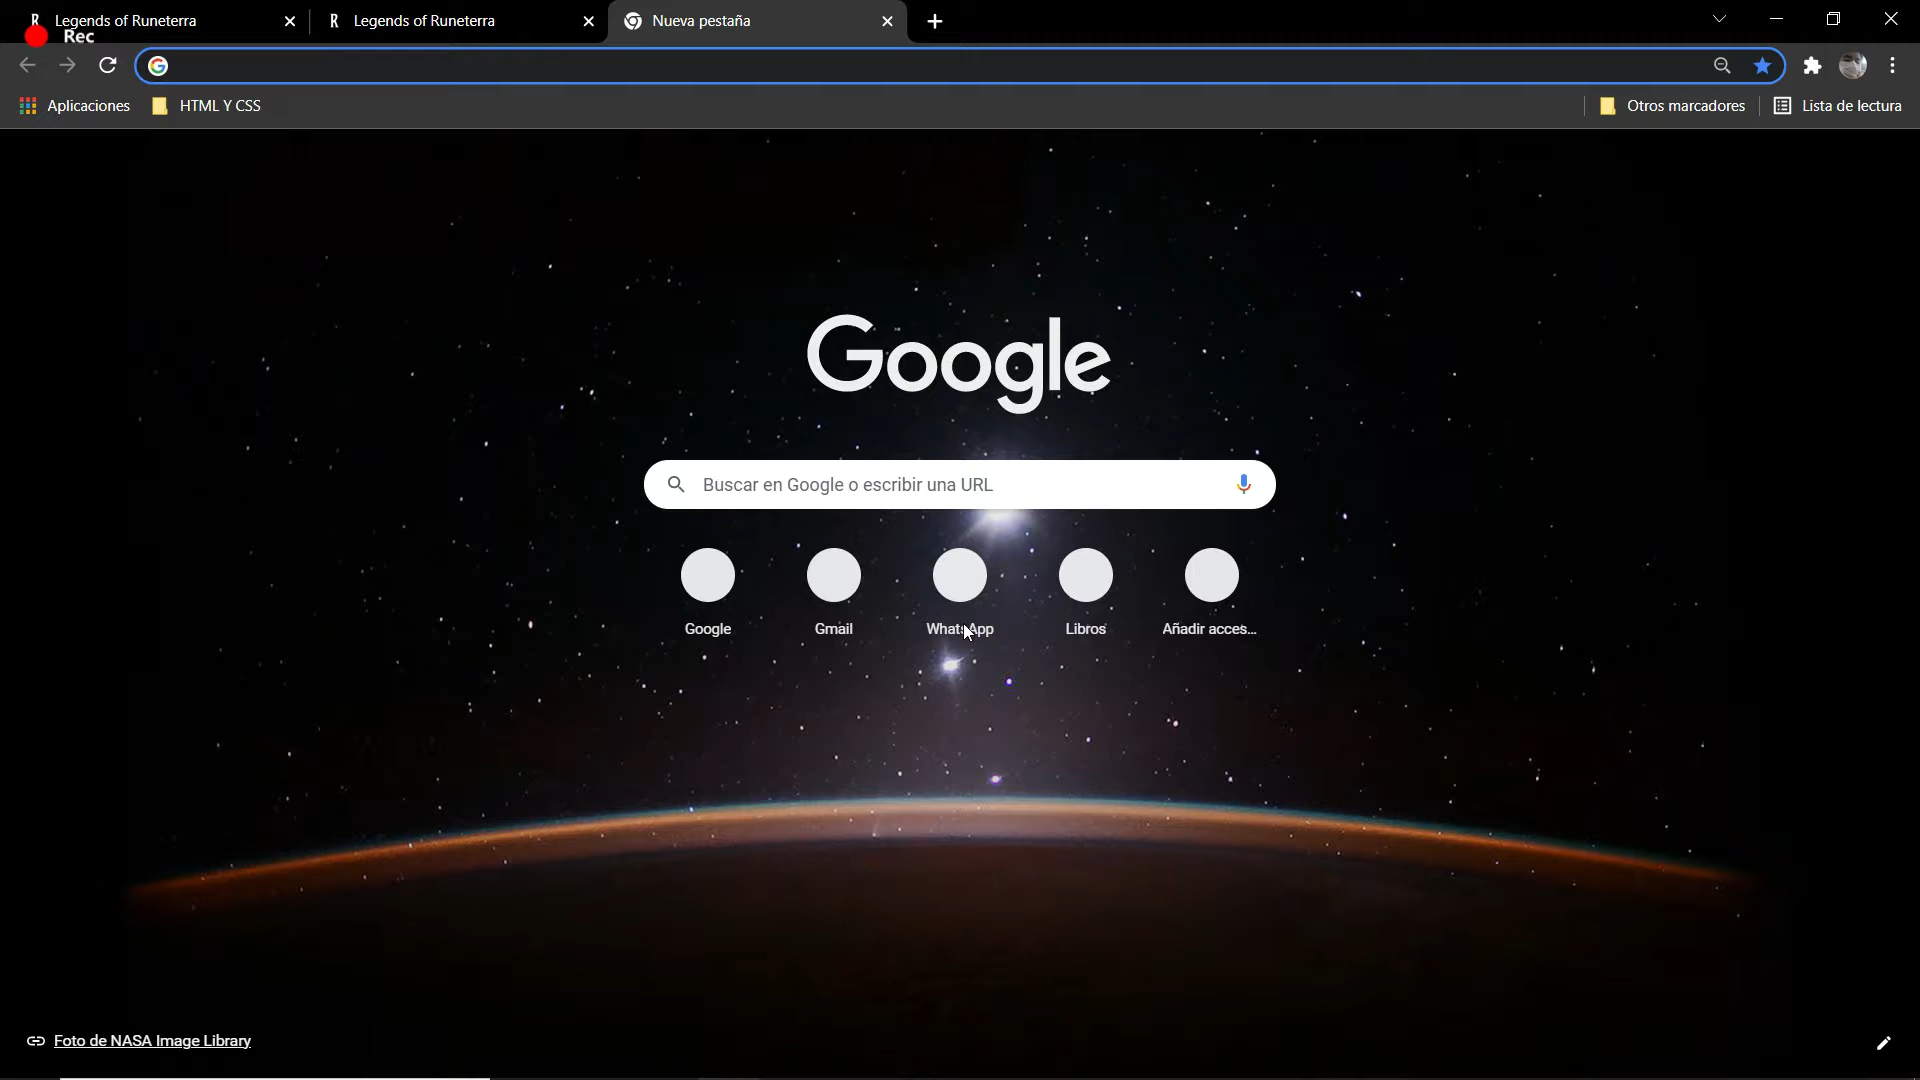 Legends of Runeterra
Legends of Runeterra
Nueva pestaña
Rec
Aplicaciones
HTML Y CSS
Otros marcadores
Lista de lectura
Google
Buscar en Google o escribir una URL
Google
Gmail
WhatsApp
Libros
Añadir acces...
Foto de NASA Image Library